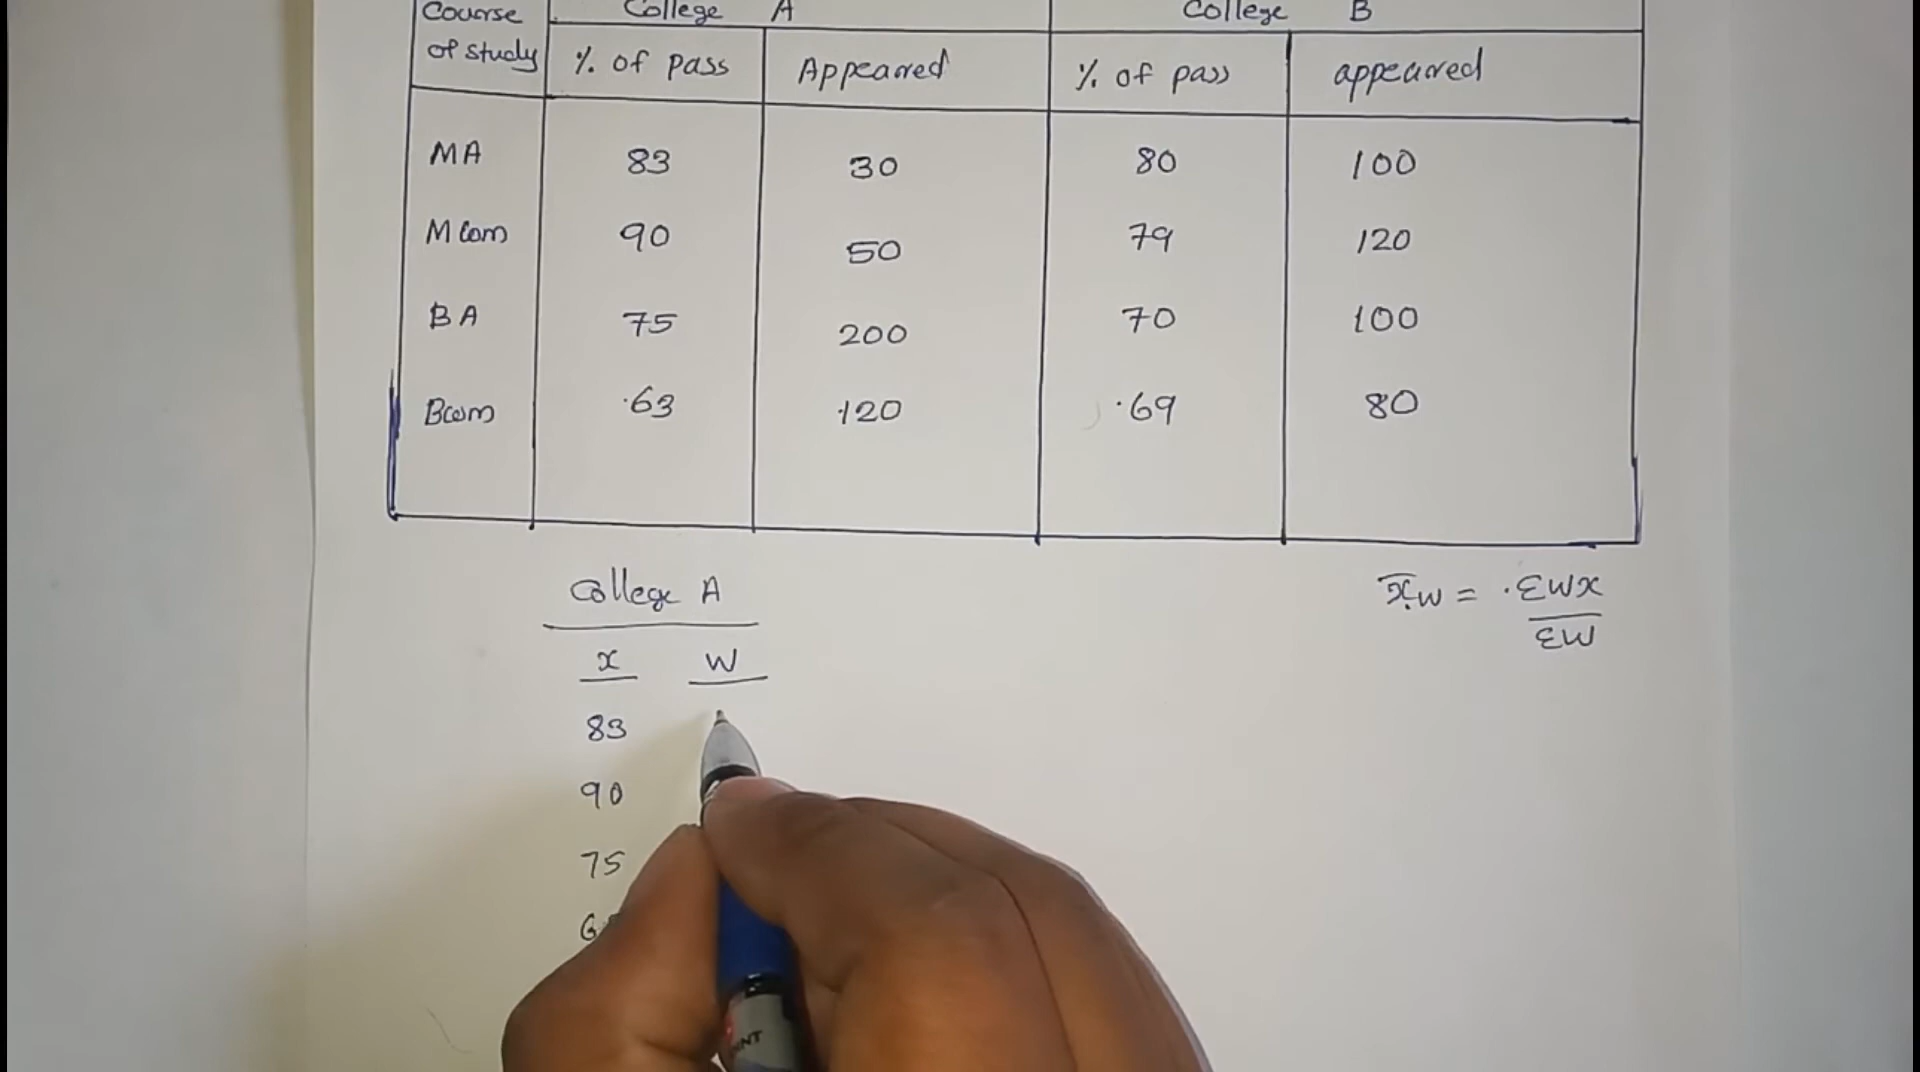 Course of study College A College B
% of pass Appeared % of pass appeared
MA 83 30 80 100
M Com 90 50 79 120
BA 75 200 70 100
Bcom .63 .120 .69 80
College A
x̄w = . ΣWx
ΣW
x W
83
90
75